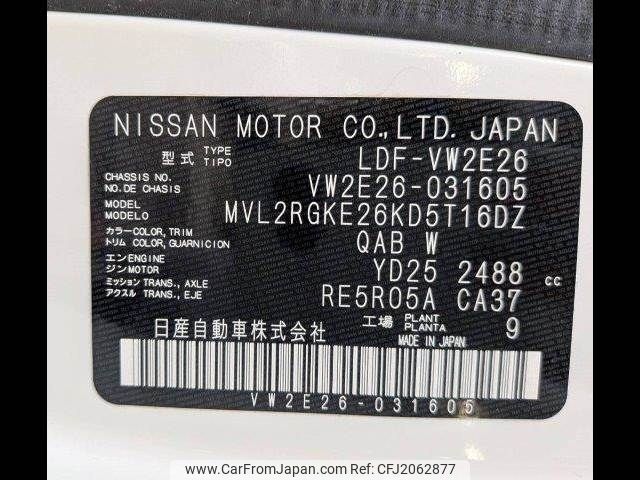 NISSAN MOTOR CO.,LTD. JAPAN
型式 TYPE TIPO LDF-VW2E26
CHASSIS NO. NO.DE CHASIS VW2E26-031605
MODEL MODELO MVL2RGKE26KD5T16DZ
カラー COLOR, TRIM トリム COLOR, GUARNICION QAB W
エンENGINE ジンMOTOR YD25 2488 cc
ミッション TRANS., AXLE アクスル TRANS., EJE RE5R05A CA37
日産自動車株式会社 工場 PLANT PLANTA 9
MADE IN JAPAN
VW2E26-031605
www.CarFromJapan.com | Car From Japan | CFJ2062877